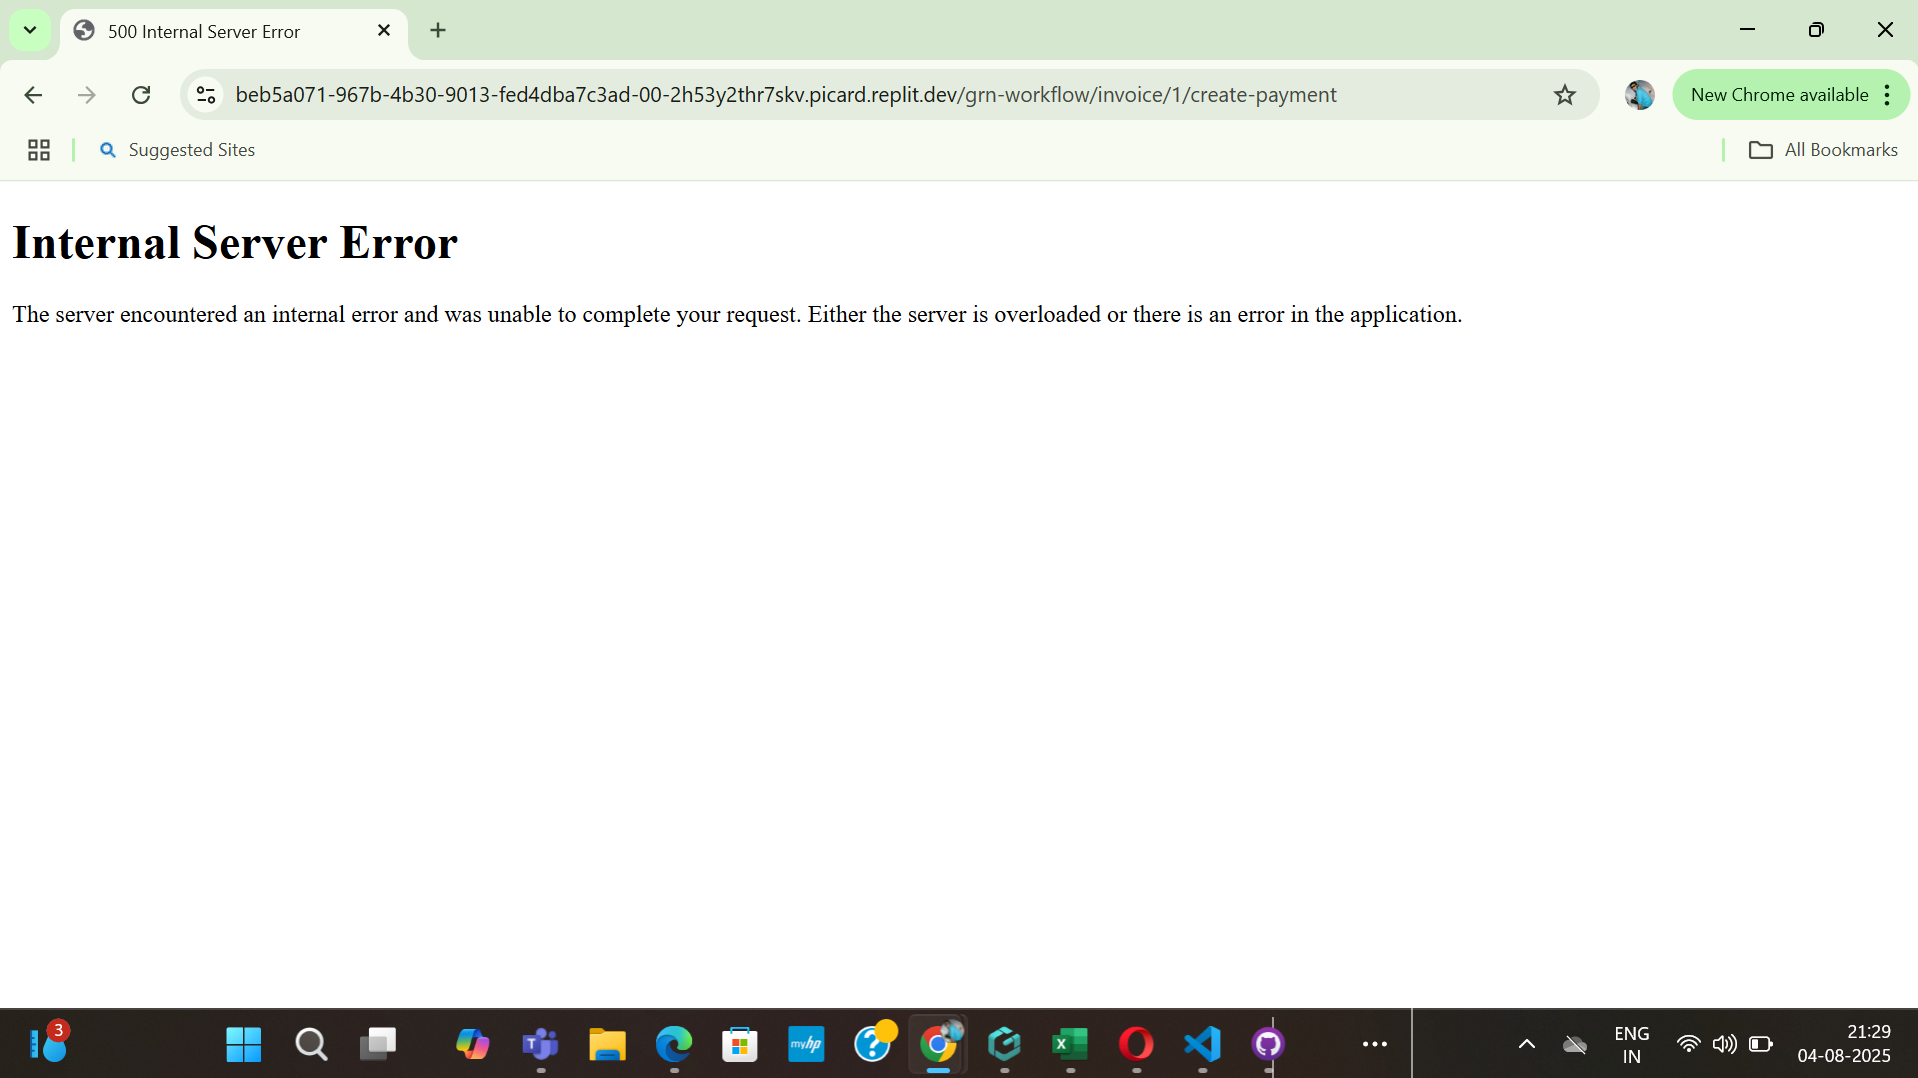 500 Internal Server Error
beb5a071-967b-4b30-9013-fed4dba7c3ad-00-2h53y2thr7skv.picard.replit.dev/grn-workflow/invoice/1/create-payment
New Chrome available
Suggested Sites
All Bookmarks
Internal Server Error
The server encountered an internal error and was unable to complete your request. Either the server is overloaded or there is an error in the application.
3
myhp
ENG
IN
21:29
04-08-2025